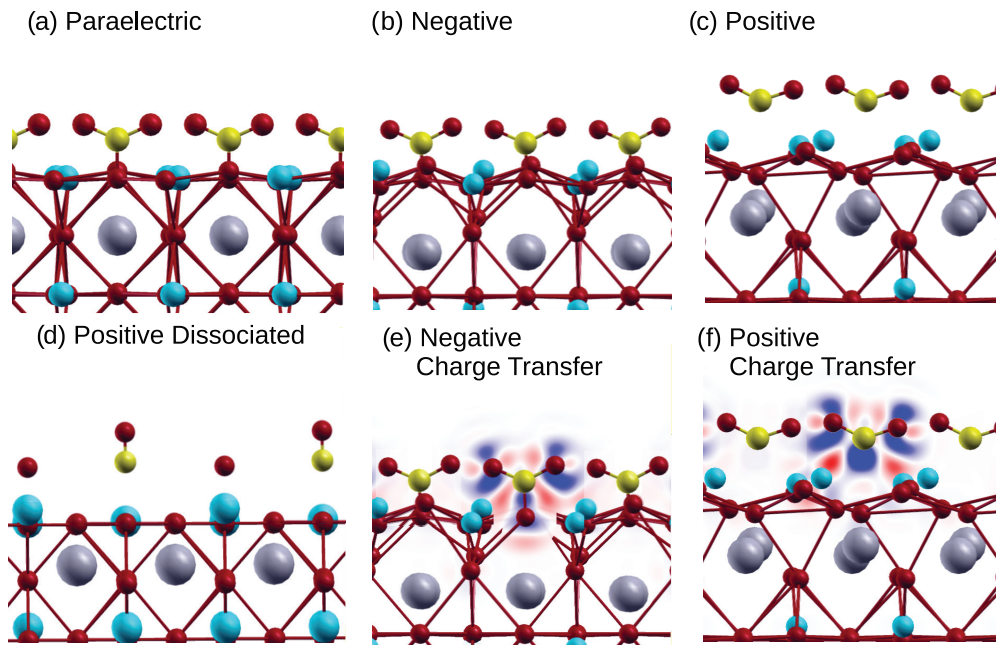 (a) Paraelectric
(b) Negative
(c) Positive
(d) Positive Dissociated
(e) Negative
Charge Transfer
(f) Positive
Charge Transfer